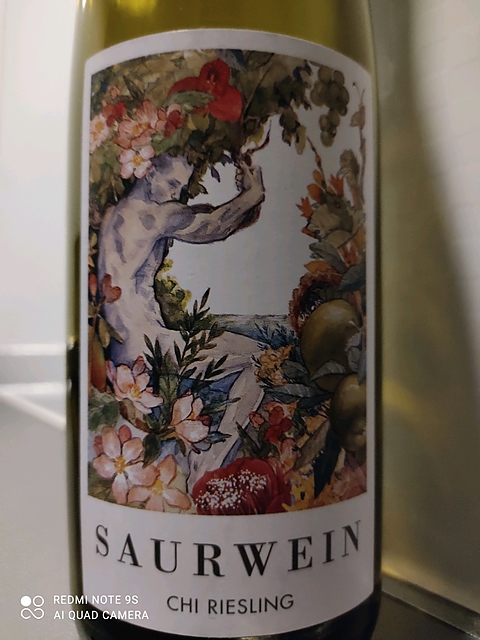 SAURWEIN
CHI RIESLING
REDMI NOTE 9S
AI QUAD CAMERA